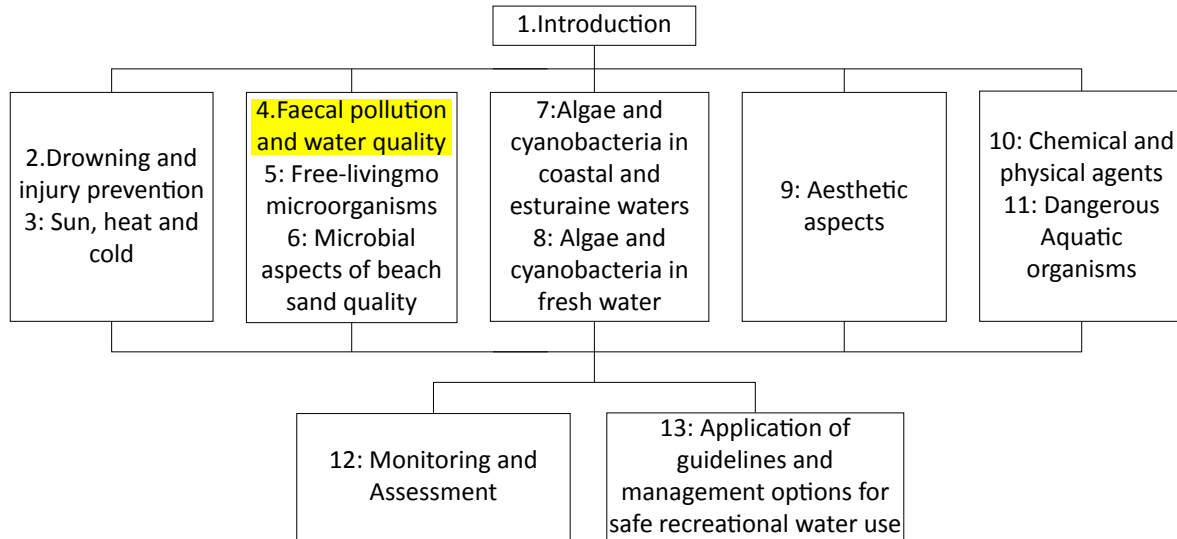 1.Introduction
2.Drowning and
injury prevention
3: Sun, heat and
cold
4.Faecal pollution
and water quality
5: Free-livingmo
microorganisms
6: Microbial
aspects of beach
sand quality
7:Algae and
cyanobacteria in
coastal and
esturaine waters
8: Algae and
cyanobacteria in
fresh water
9: Aesthetic
aspects
10: Chemical and
physical agents
11: Dangerous
Aquatic
organisms
12: Monitoring and
Assessment
13: Application of
guidelines and
management options for
safe recreational water use